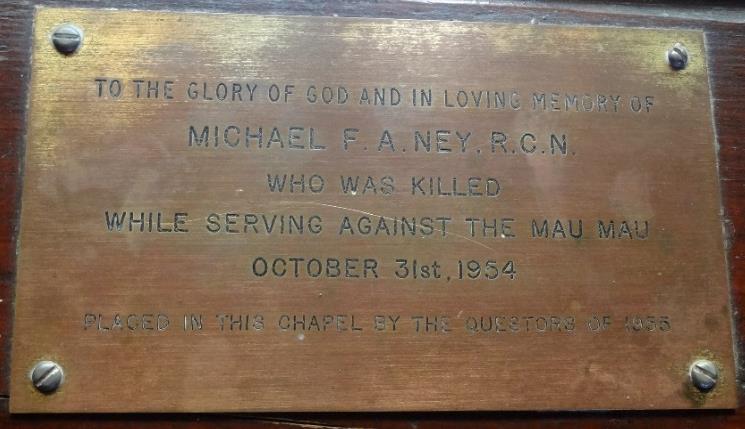 TO THE GLORY OF GOD AND IN LOVING MEMORY OF
MICHAEL F. A. NEY, R.C.N.
WHO WAS KILLED
WHILE SERVING AGAINST THE MAU MAU
OCTOBER 31st, 1954
PLACED IN THIS CHAPEL BY THE QUESTORS OF 1955